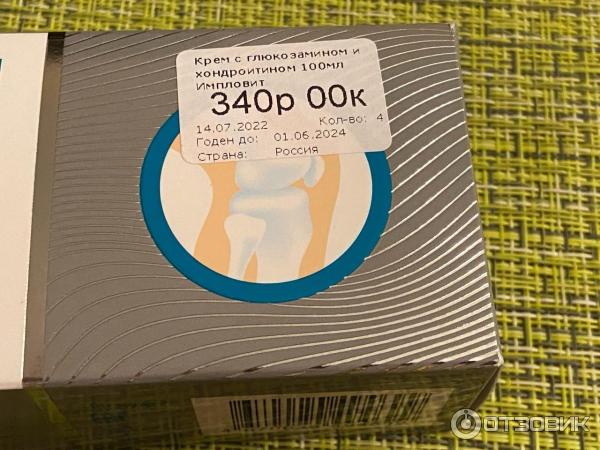 Крем с глюкозамином и
хондроитином 100мл
Импловит
340р 00к
14.07.2022 Кол-во: 4
Годен до: 01.06.2024
Страна: Россия
ОТЗОВИК